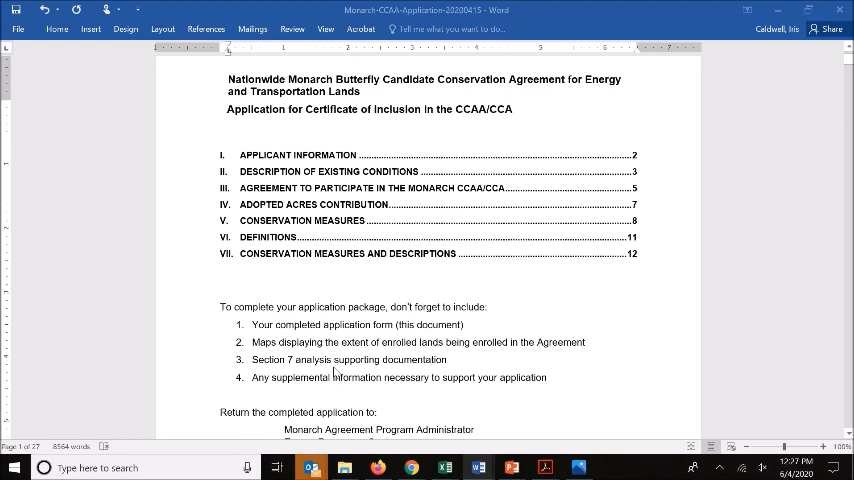 Monarch-CCAA-Application-20200415 - Word
File Home Insert Design Layout References Mailings Review View Acrobat Tell me what you want to do... Caldwell, Iris Share
Nationwide Monarch Butterfly Candidate Conservation Agreement for Energy
and Transportation Lands
Application for Certificate of Inclusion in the CCAA/CCA
I. APPLICANT INFORMATION ........ 2
II. DESCRIPTION OF EXISTING CONDITIONS ........ 3
III. AGREEMENT TO PARTICIPATE IN THE MONARCH CCAA/CCA ........ 5
IV. ADOPTED ACRES CONTRIBUTION ........ 7
V. CONSERVATION MEASURES ........ 8
VI. DEFINITIONS ........ 11
VII. CONSERVATION MEASURES AND DESCRIPTIONS ........ 12
To complete your application package, don't forget to include:
1. Your completed application form (this document)
2. Maps displaying the extent of enrolled lands being enrolled in the Agreement
3. Section 7 analysis supporting documentation
4. Any supplemental information necessary to support your application
Return the completed application to:
Monarch Agreement Program Administrator
Page 1 of 27 8564 words 100%
Type here to search
12:27 PM
6/4/2020